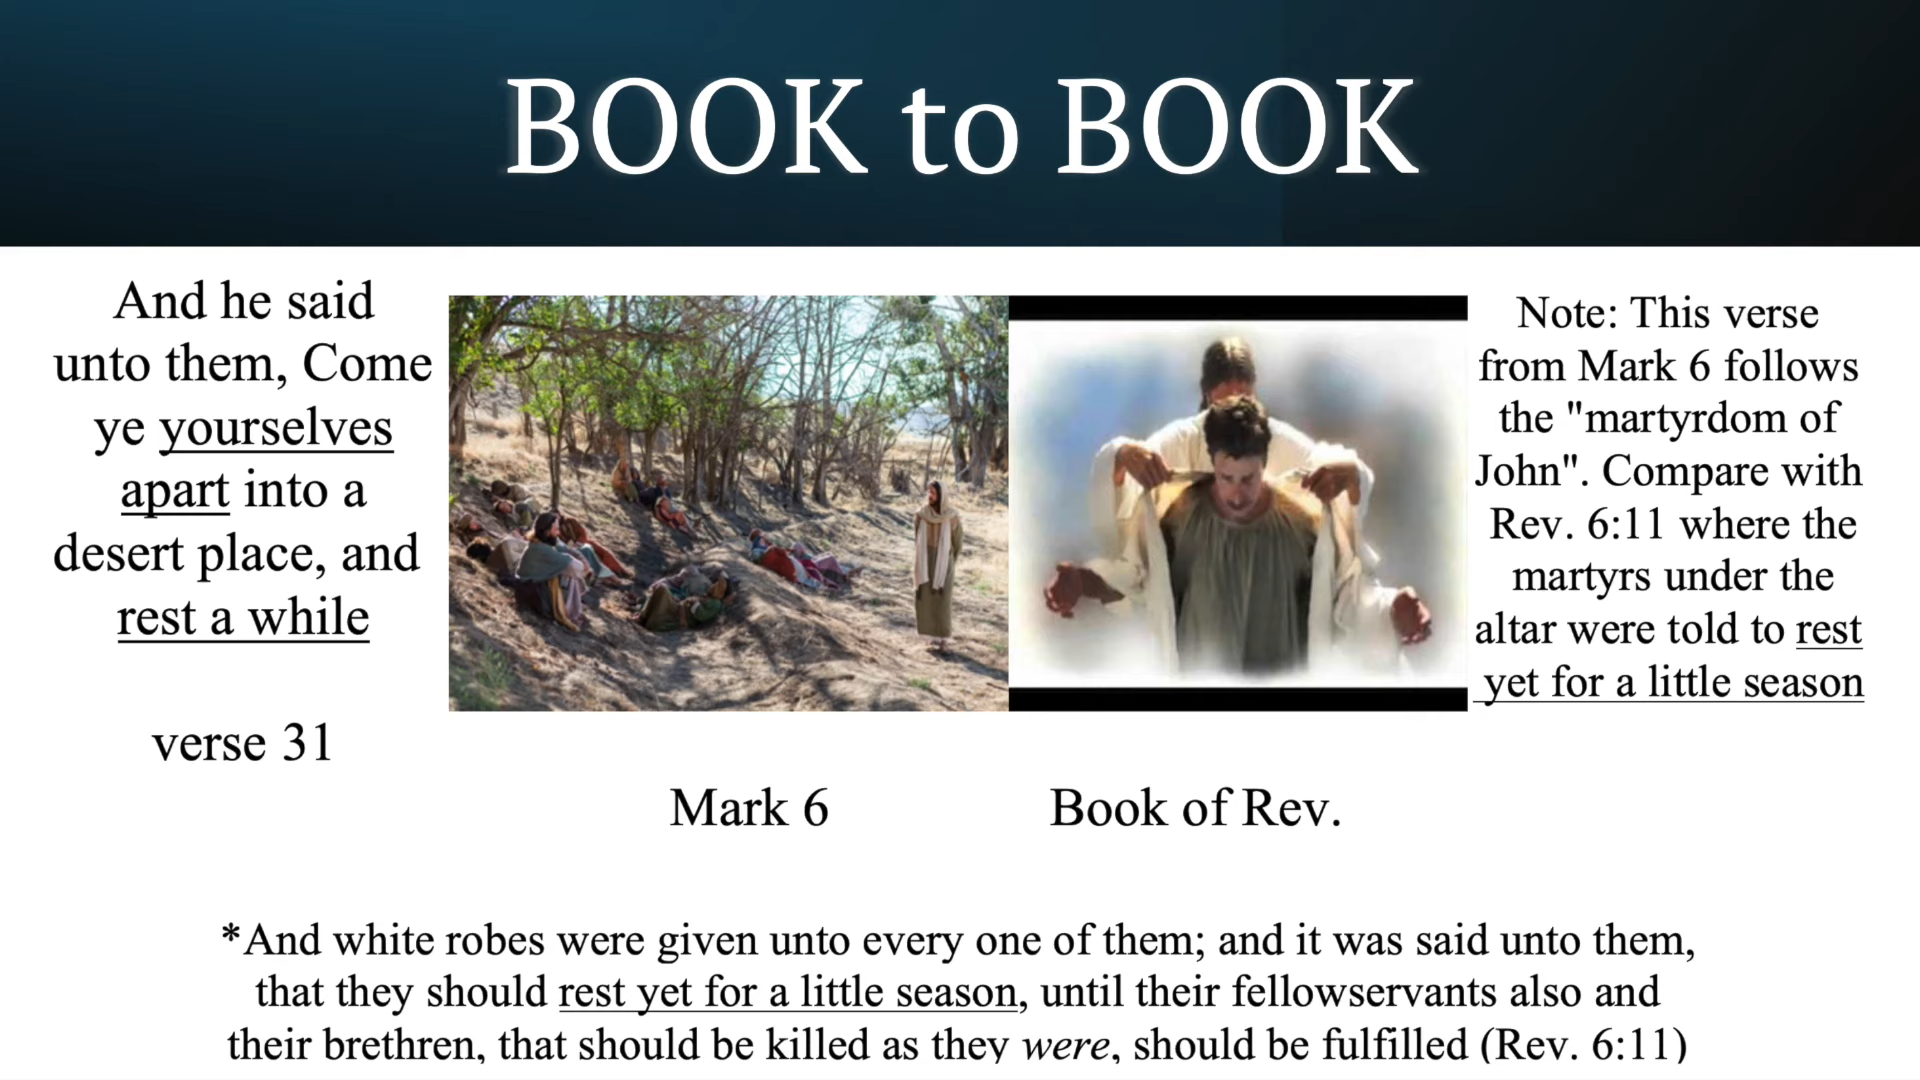 BOOK to BOOK
And he said
unto them, Come
ye yourselves
apart into a
desert place, and
rest a while
verse 31
Note: This verse
from Mark 6 follows
the "martyrdom of
John". Compare with
Rev. 6:11 where the
martyrs under the
altar were told to rest
yet for a little season
Mark 6
Book of Rev.
*And white robes were given unto every one of them; and it was said unto them,
that they should rest yet for a little season, until their fellowservants also and
their brethren, that should be killed as they were, should be fulfilled (Rev. 6:11)